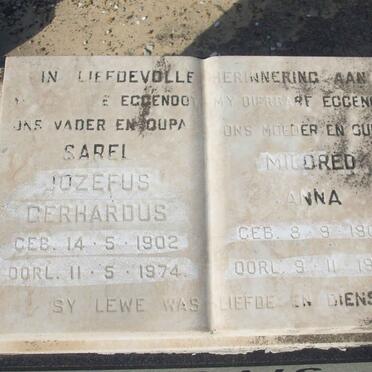 IN LIEFDEVOLLE HERINNERING AAN
EGGENOOT MY DIERBARE EGGENO
ONS VADER EN OUPA ONS MOEDER EN OU
SAREL MILDRED
JOZEFUS ANNA
GERHARDUS
GEB. 14·5·1902 GEB. 8·9·190
OORL. 11·5·1974. OORL. 9·11·19
SY LEWE WAS LIEFDE EN DIENS